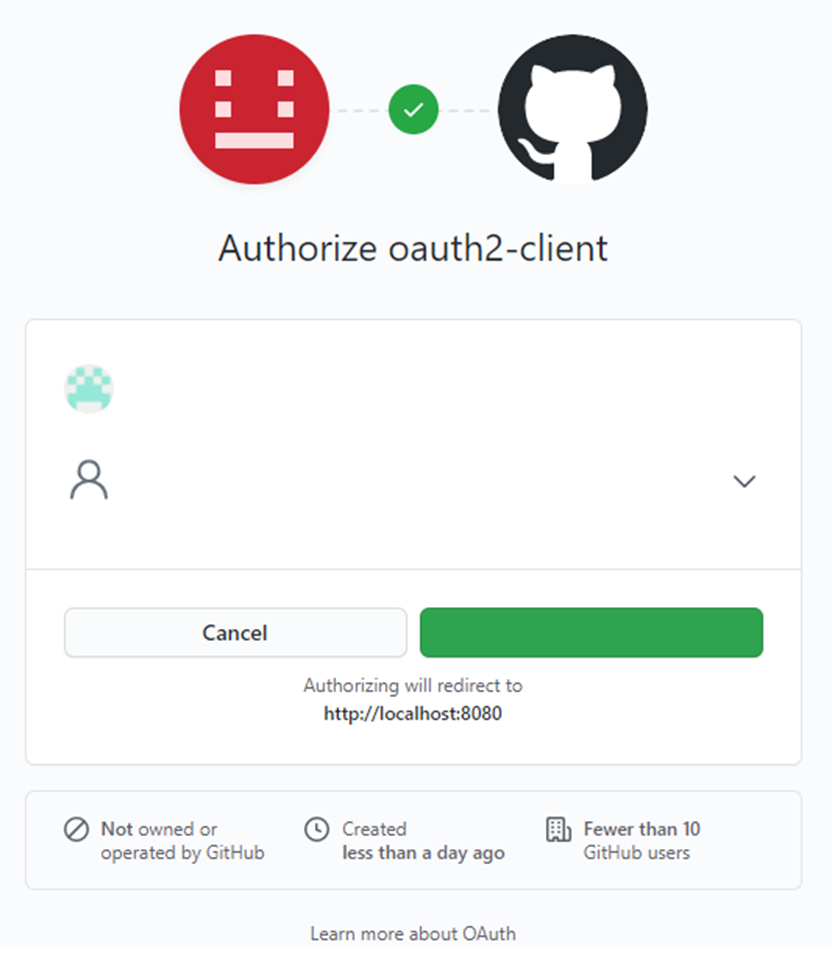 Authorize oauth2-client
Cancel
Authorizing will redirect to
http://localhost:8080
Not owned or
operated by GitHub
Created
less than a day ago
Fewer than 10
GitHub users
Learn more about OAuth